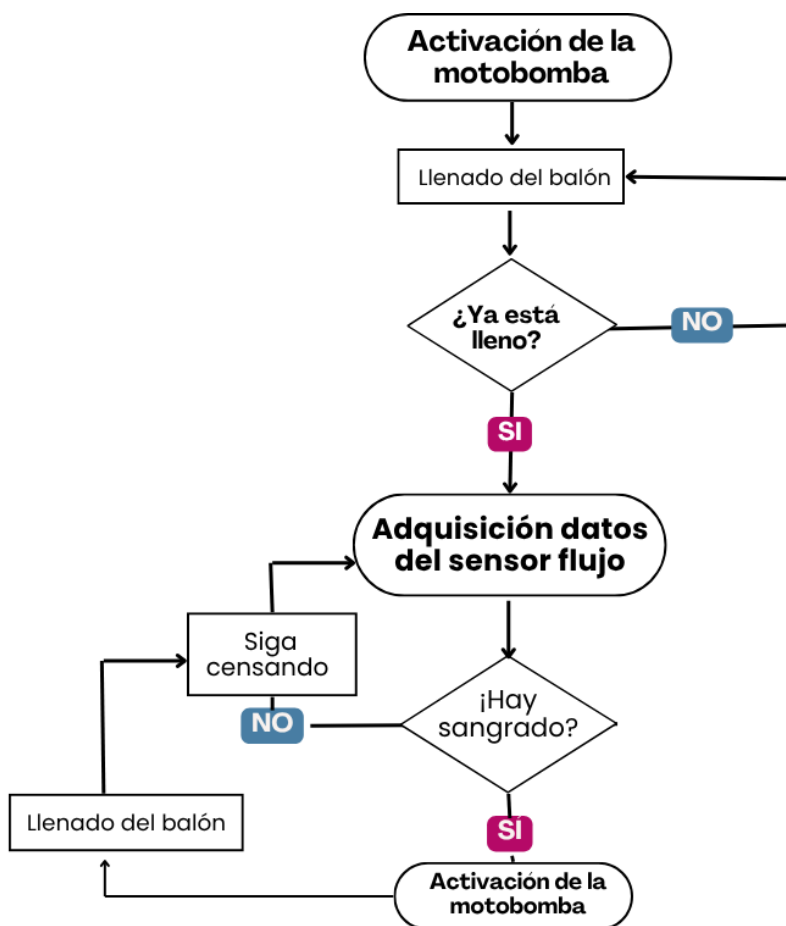 Activación de la
motobomba
Llenado del balón
¿Ya está
lleno?
NO
SI
Adquisición datos
del sensor flujo
Siga
censando
¡Hay
sangrado?
NO
Llenado del balón
SÍ
Activación de la
motobomba